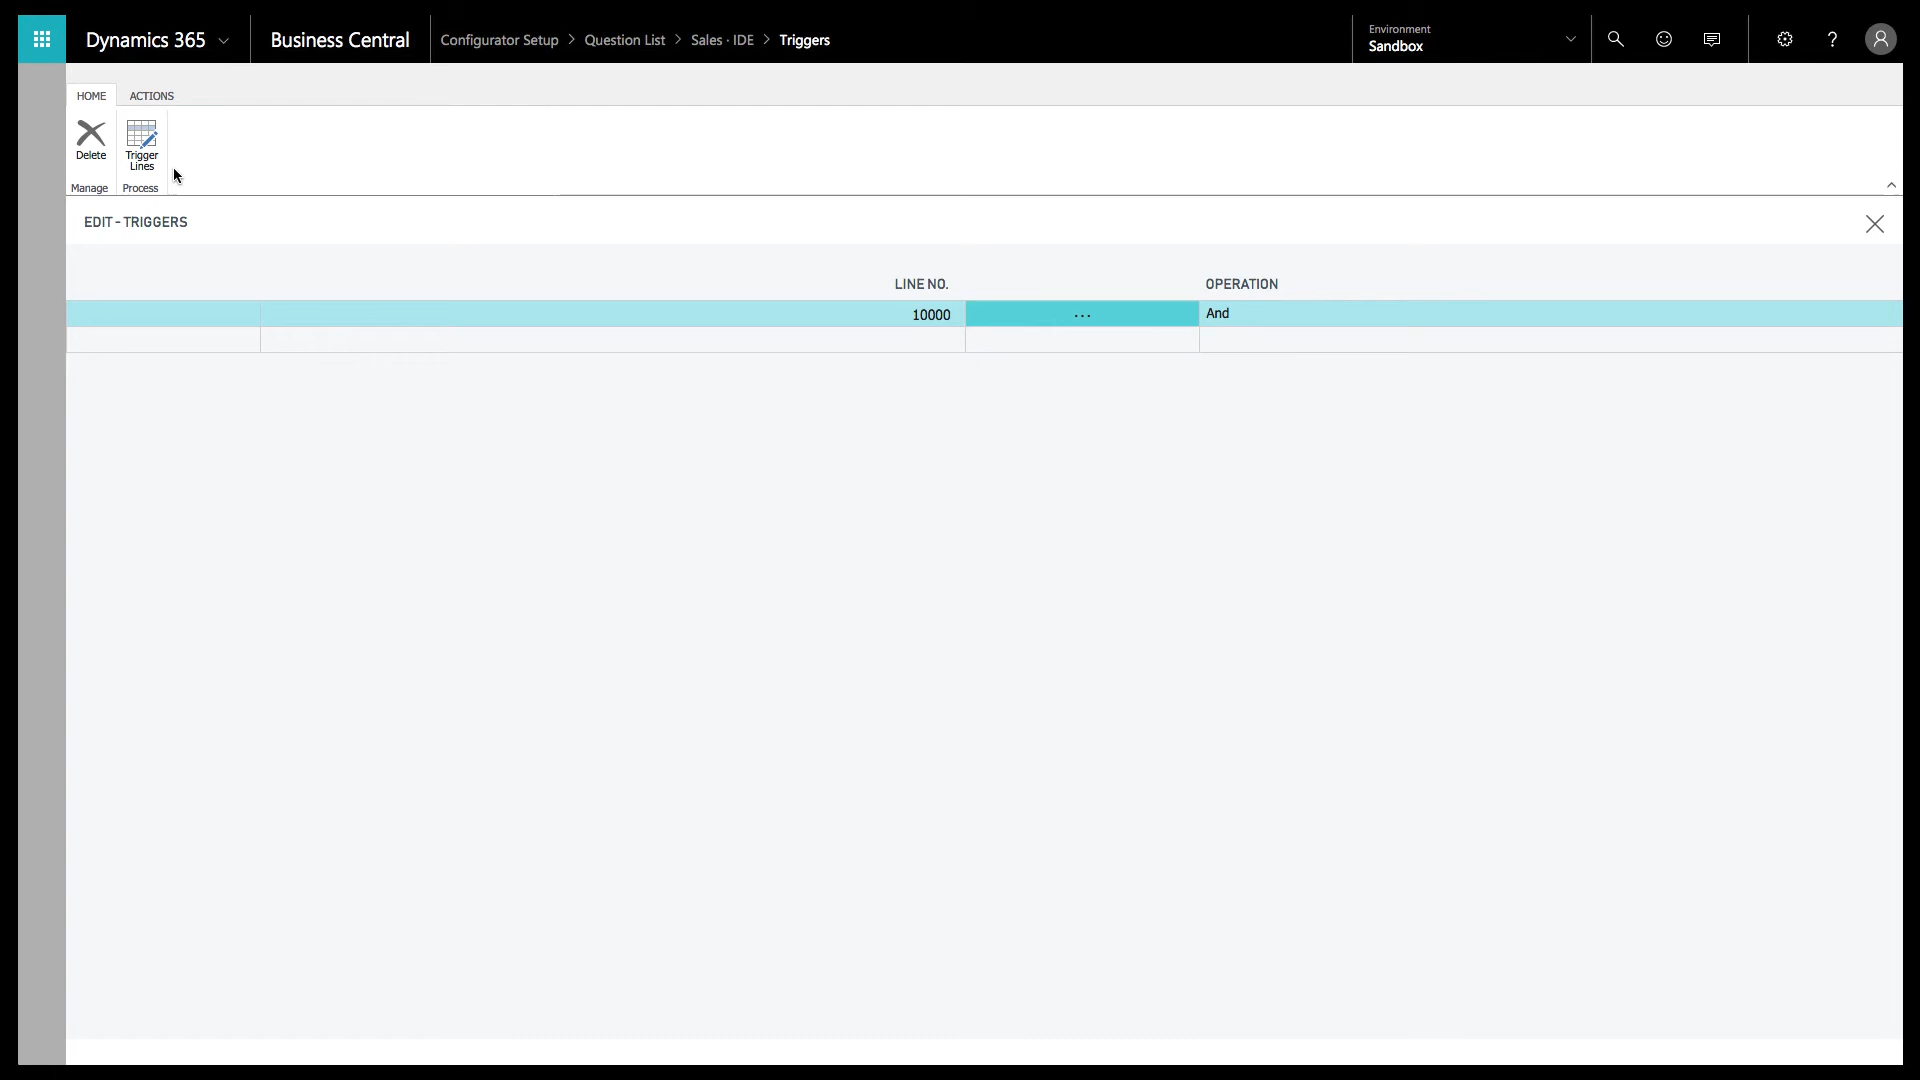 Dynamics 365
Business Central
Configurator Setup > Question List > Sales · IDE > Triggers
Environment
Sandbox
HOME
ACTIONS
Delete
Trigger
Lines
Manage
Process
EDIT - TRIGGERS
LINE NO.
OPERATION
10000
...
And